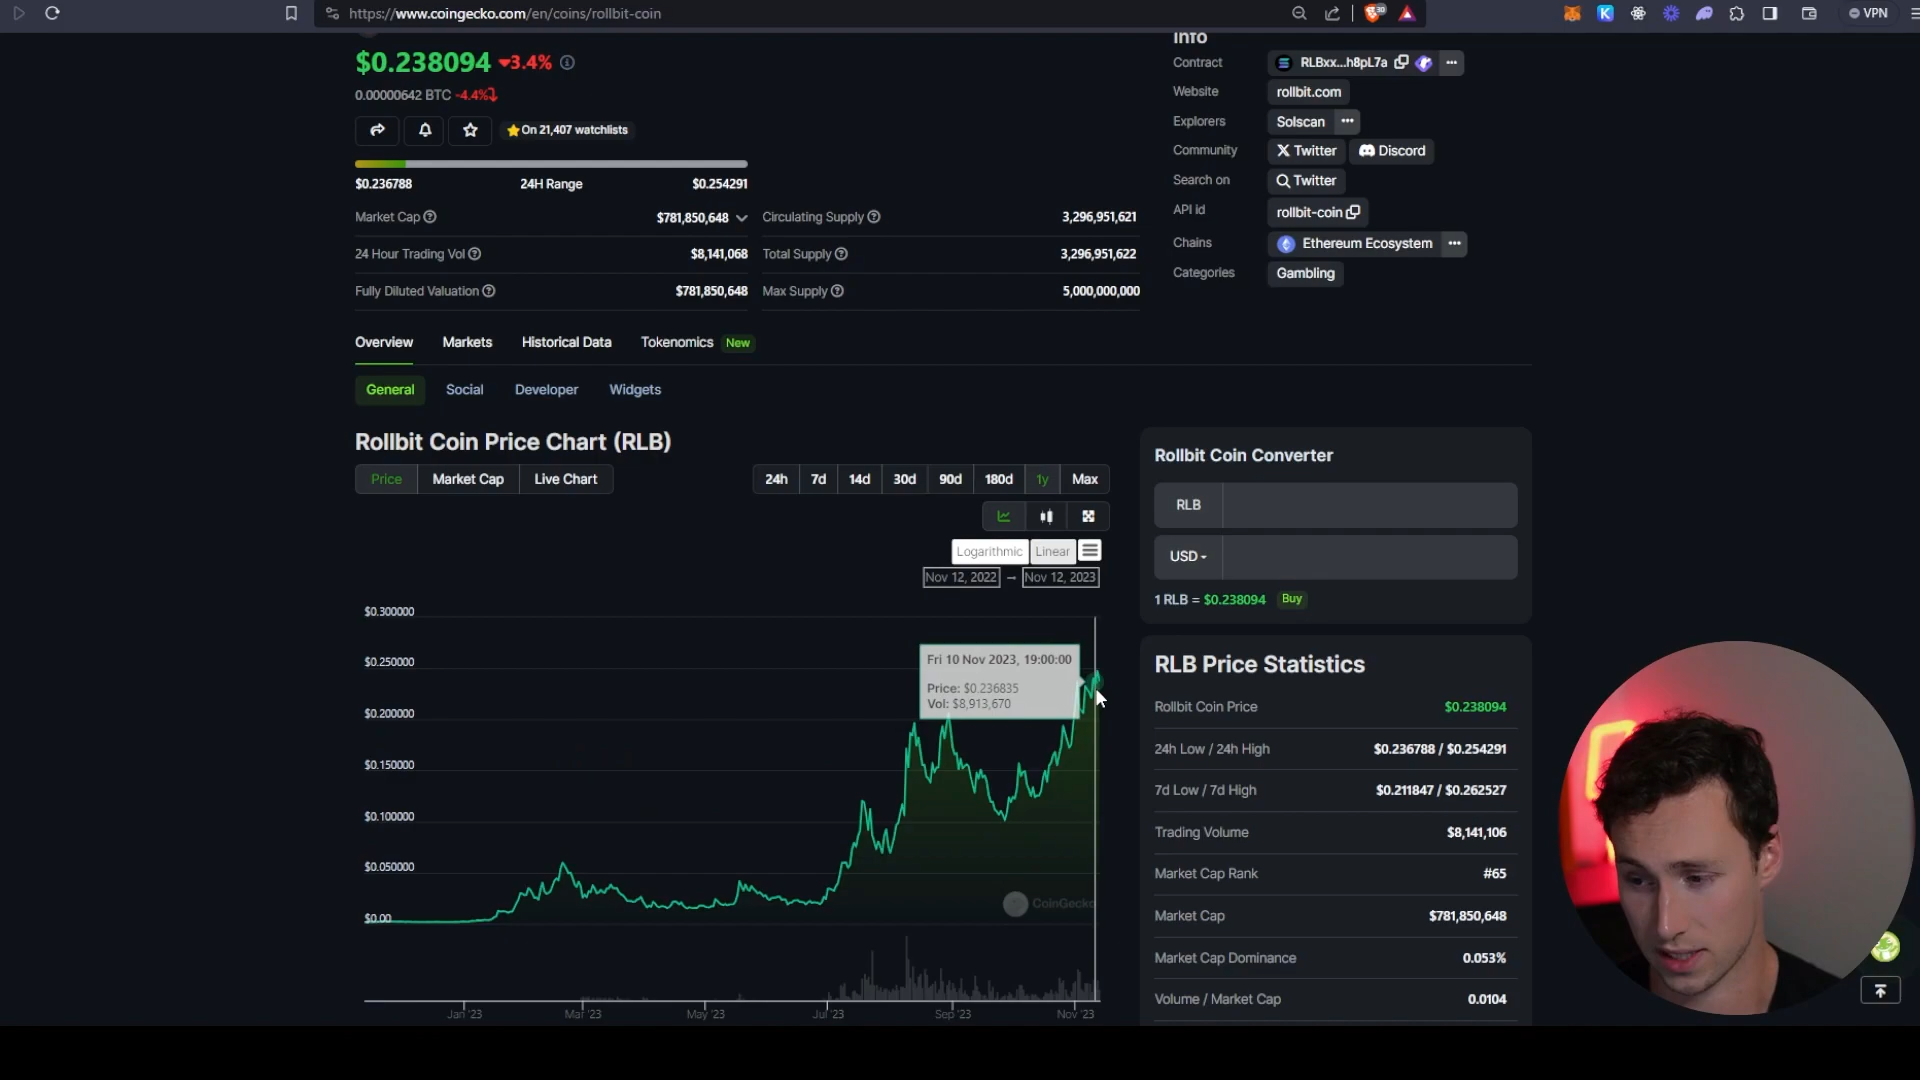 https://www.coingecko.com/en/coins/rollbit-coin
30
VPN
$0.238094 3.4%
0.00000642 BTC -4.4%
On 21,407 watchlists
$0.236788 24H Range $0.254291
Market Cap $781,850,648
24 Hour Trading Vol $8,141,068
Fully Diluted Valuation $781,850,648
Circulating Supply 3,296,951,621
Total Supply 3,296,951,622
Max Supply 5,000,000,000
Info
Contract RLBxx...h8pL7a
Website rollbit.com
Explorers Solscan
Community Twitter Discord
Search on Twitter
API id rollbit-coin
Chains Ethereum Ecosystem
Categories Gambling
Overview Markets Historical Data Tokenomics New
General Social Developer Widgets
Rollbit Coin Price Chart (RLB)
Price Market Cap Live Chart
24h 7d 14d 30d 90d 180d 1y Max
Logarithmic Linear
Nov 12, 2022 → Nov 12, 2023
$0.300000
$0.250000
$0.200000
$0.150000
$0.100000
$0.050000
$0.00
Fri 10 Nov 2023, 19:00:00
Price: $0.236835
Vol: $8,913,670
CoinGecko
Jan '23 Mar '23 May '23 Jul '23 Sep '23 Nov '23
Rollbit Coin Converter
RLB
USD
1 RLB = $0.238094 Buy
RLB Price Statistics
Rollbit Coin Price $0.238094
24h Low / 24h High $0.236788 / $0.254291
7d Low / 7d High $0.211847 / $0.262527
Trading Volume $8,141,106
Market Cap Rank #65
Market Cap $781,850,648
Market Cap Dominance 0.053%
Volume / Market Cap 0.0104